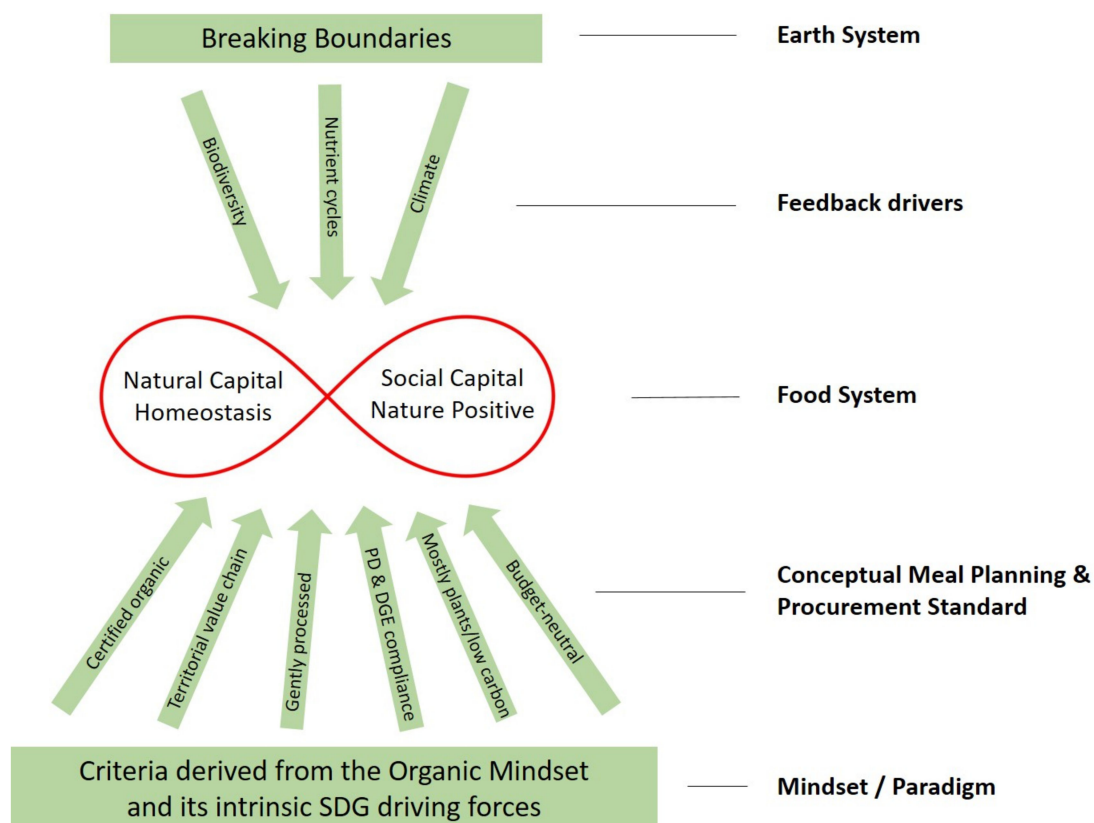 Breaking Boundaries
Earth System
Biodiversity
Nutrient cycles
Climate
Feedback drivers
Natural Capital
Homeostasis
Social Capital
Nature Positive
Food System
Certified organic
Territorial value chain
Gently processed
PD & DGE compliance
Mostly plants/low carbon
Budget-neutral
Conceptual Meal Planning &
Procurement Standard
Criteria derived from the Organic Mindset
and its intrinsic SDG driving forces
Mindset / Paradigm